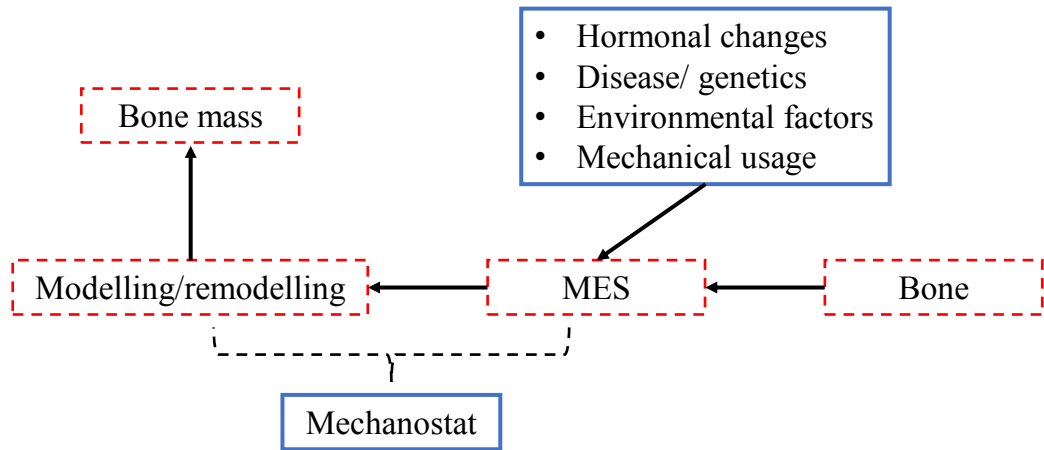 • Hormonal changes
• Disease/ genetics
• Environmental factors
• Mechanical usage
Bone mass
Modelling/remodelling
MES
Bone
Mechanostat